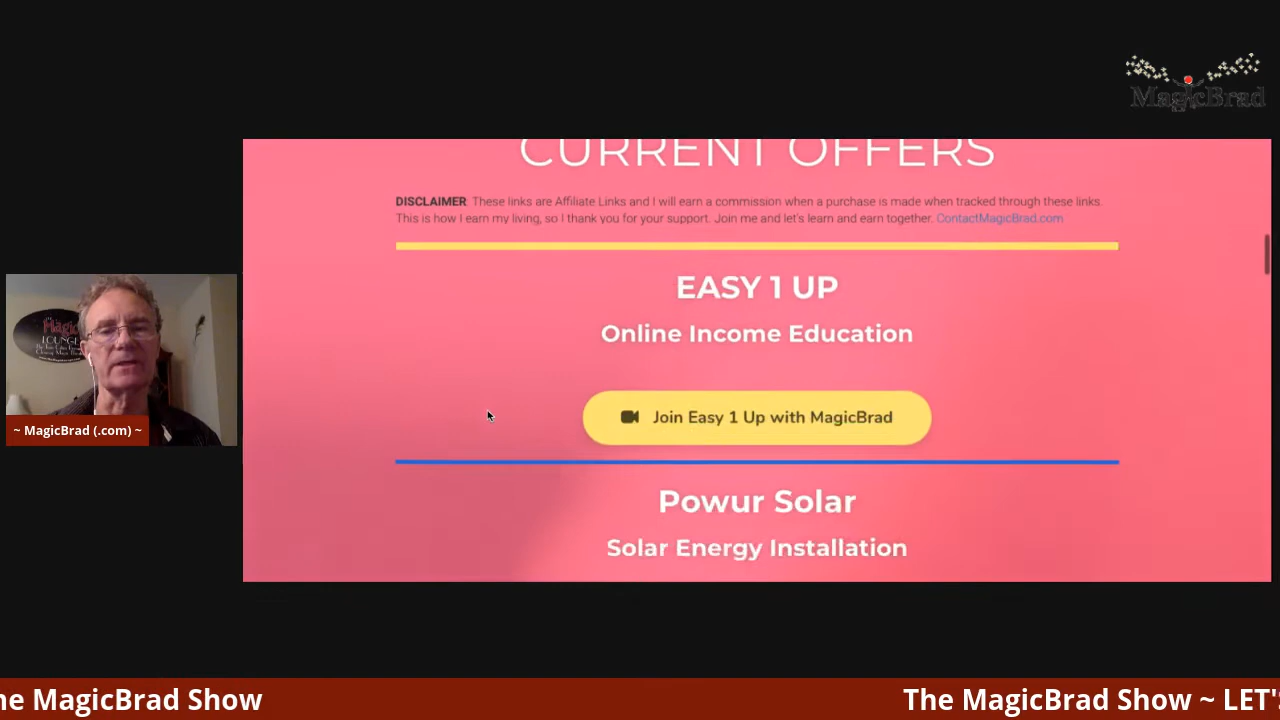 MagicBrad
CURRENT OFFERS
DISCLAIMER These links are Affiliate Links and I will earn a commission when a purchase is made when tracked through these links.
This is how I earn my living, so I thank you for your support. Join me and let's learn and earn together. ContactMagicBrad.com
EASY 1 UP
Online Income Education
Join Easy 1 Up with MagicBrad
Powur Solar
Solar Energy Installation
Magic
LOUNGE
~ MagicBrad (.com) ~
he MagicBrad Show
The MagicBrad Show ~ LET'S